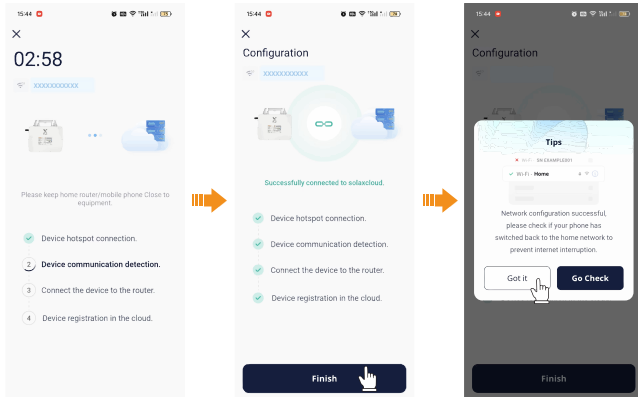 15:44
75
02:58
XXXXXXXXXXX
Please keep home router/mobile phone Close to
equipment.
Device hotspot connection.
2 Device communication detection.
3 Connect the device to the router.
4 Device registration in the cloud.
15:44
Configuration
XXXXXXXXXXX
Successfully connected to solaxcloud.
Device hotspot connection.
Device communication detection.
Connect the device to the router.
Device registration in the cloud.
Finish
15:44
Configuration
Tips
Wi-Fi · SN EXAMPLE001
Wi-Fi · Home
Network configuration successful,
please check if your phone has
switched back to the home network to
prevent internet interruption.
Got it
Go Check
Finish